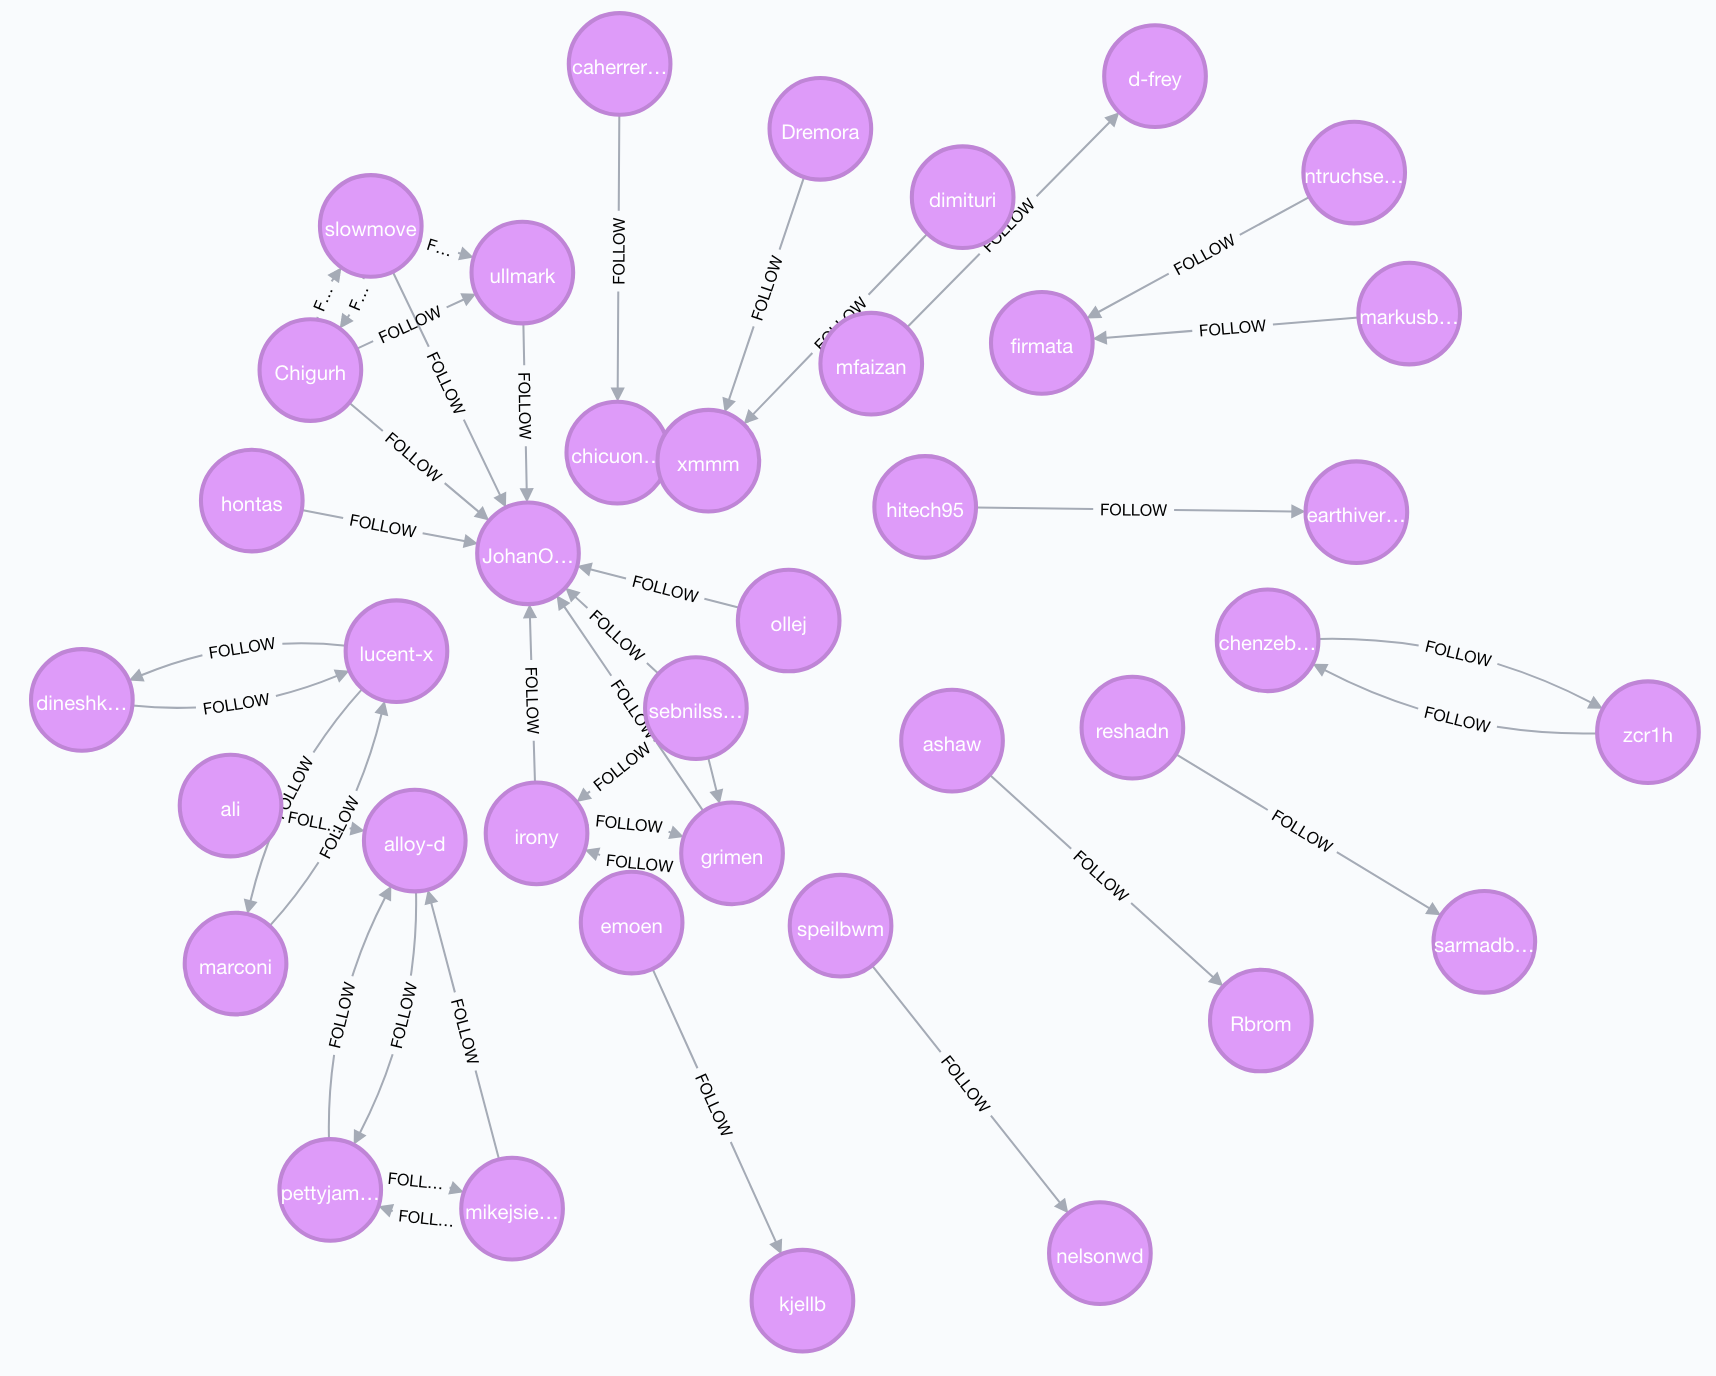 caherrer…
d-frey
Dremora
ntruchse…
dimituri
FOLLOW
slowmove
F…
FOLLOW
FOLLOW
ullmark
FOLLOW
F…
F…
FOLLOW
markusb…
FOLLOW
FOLLOW
FOLLOW
firmata
Chigurh
mfaizan
FOLLOW
FOLLOW
FOLLOW
chicuon…
xmmm
hontas
hitech95
FOLLOW
earthiver…
FOLLOW
JohanO…
FOLLOW
ollej
FOLLOW
chenzeb…
FOLLOW
FOLLOW
lucent-x
dineshk…
FOLLOW
FOLLOW
FOLLOW
sebnilss…
FOLLOW
reshadn
zcr1h
ashaw
FOLLOW
FOLLOW
ali
FOLL…
FOLLOW
alloy-d
irony
FOLLOW
FOLLOW
grimen
FOLLOW
FOLLOW
emoen
speilbwm
sarmadb…
marconi
FOLLOW
FOLLOW
FOLLOW
Rbrom
FOLLOW
FOLLOW
pettyjam…
FOLL…
FOLL…
mikejsie…
nelsonwd
kjellb